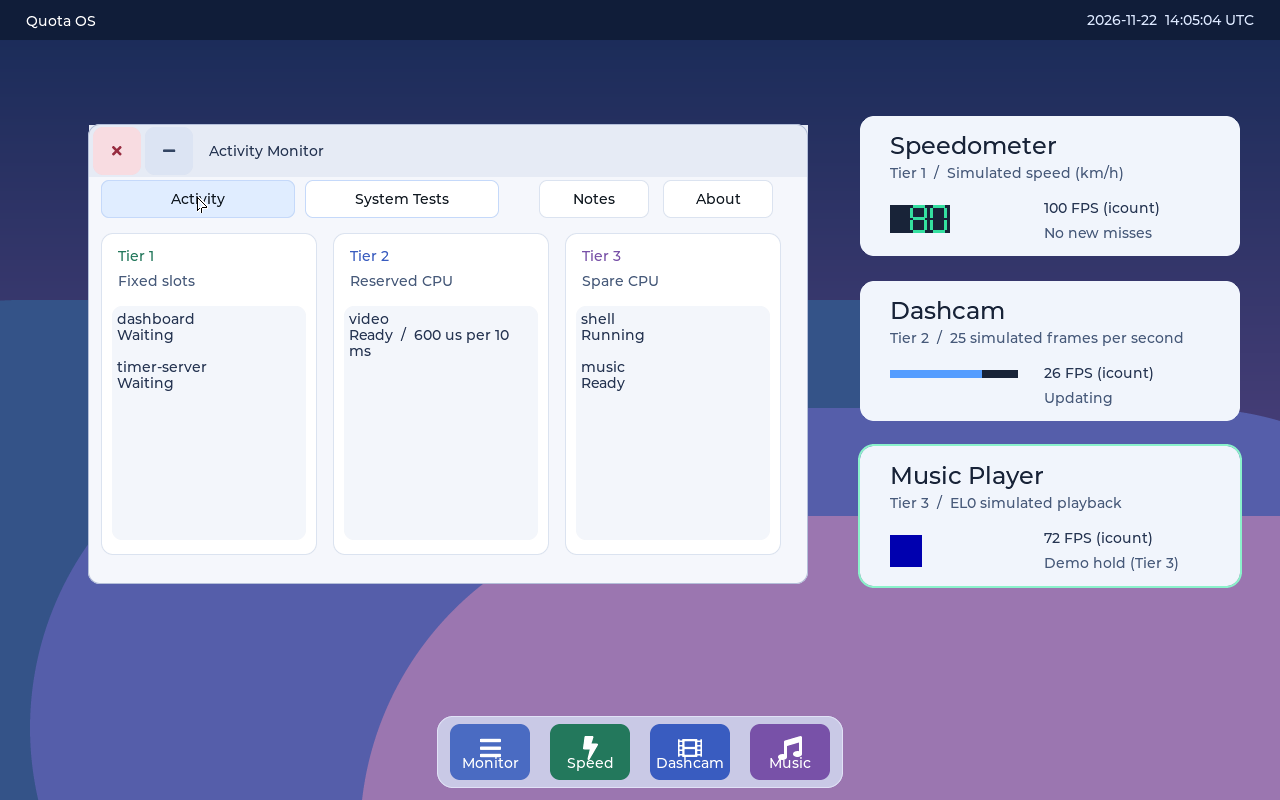 Quota OS
2026-11-22 14:05:04 UTC
Activity Monitor
Activity
System Tests
Notes
About
Tier 1
Fixed slots
dashboard
Waiting
timer-server
Waiting
Tier 2
Reserved CPU
video
Ready / 600 us per 10
ms
Tier 3
Spare CPU
shell
Running
music
Ready
Speedometer
Tier 1 / Simulated speed (km/h)
80
100 FPS (icount)
No new misses
Dashcam
Tier 2 / 25 simulated frames per second
26 FPS (icount)
Updating
Music Player
Tier 3 / EL0 simulated playback
72 FPS (icount)
Demo hold (Tier 3)
Monitor
Speed
Dashcam
Music